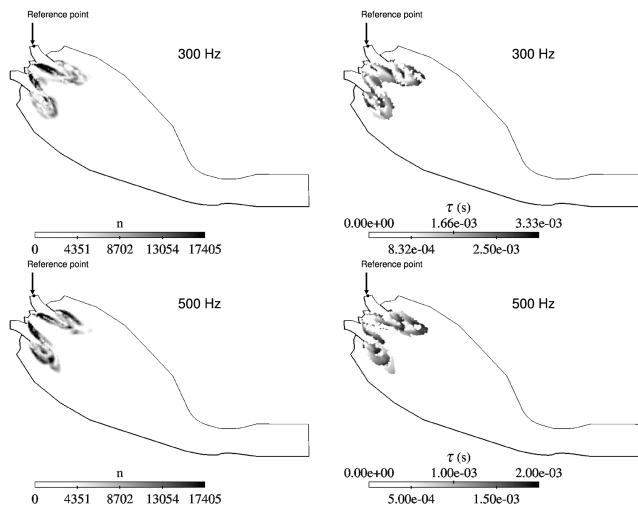 Reference point
300 Hz
n
0 4351 8702 13054 17405
Reference point
300 Hz
τ (s)
0.00e+00 1.66e-03 3.33e-03
8.32e-04 2.50e-03
Reference point
500 Hz
n
0 4351 8702 13054 17405
Reference point
500 Hz
τ (s)
0.00e+00 1.00e-03 2.00e-03
5.00e-04 1.50e-03